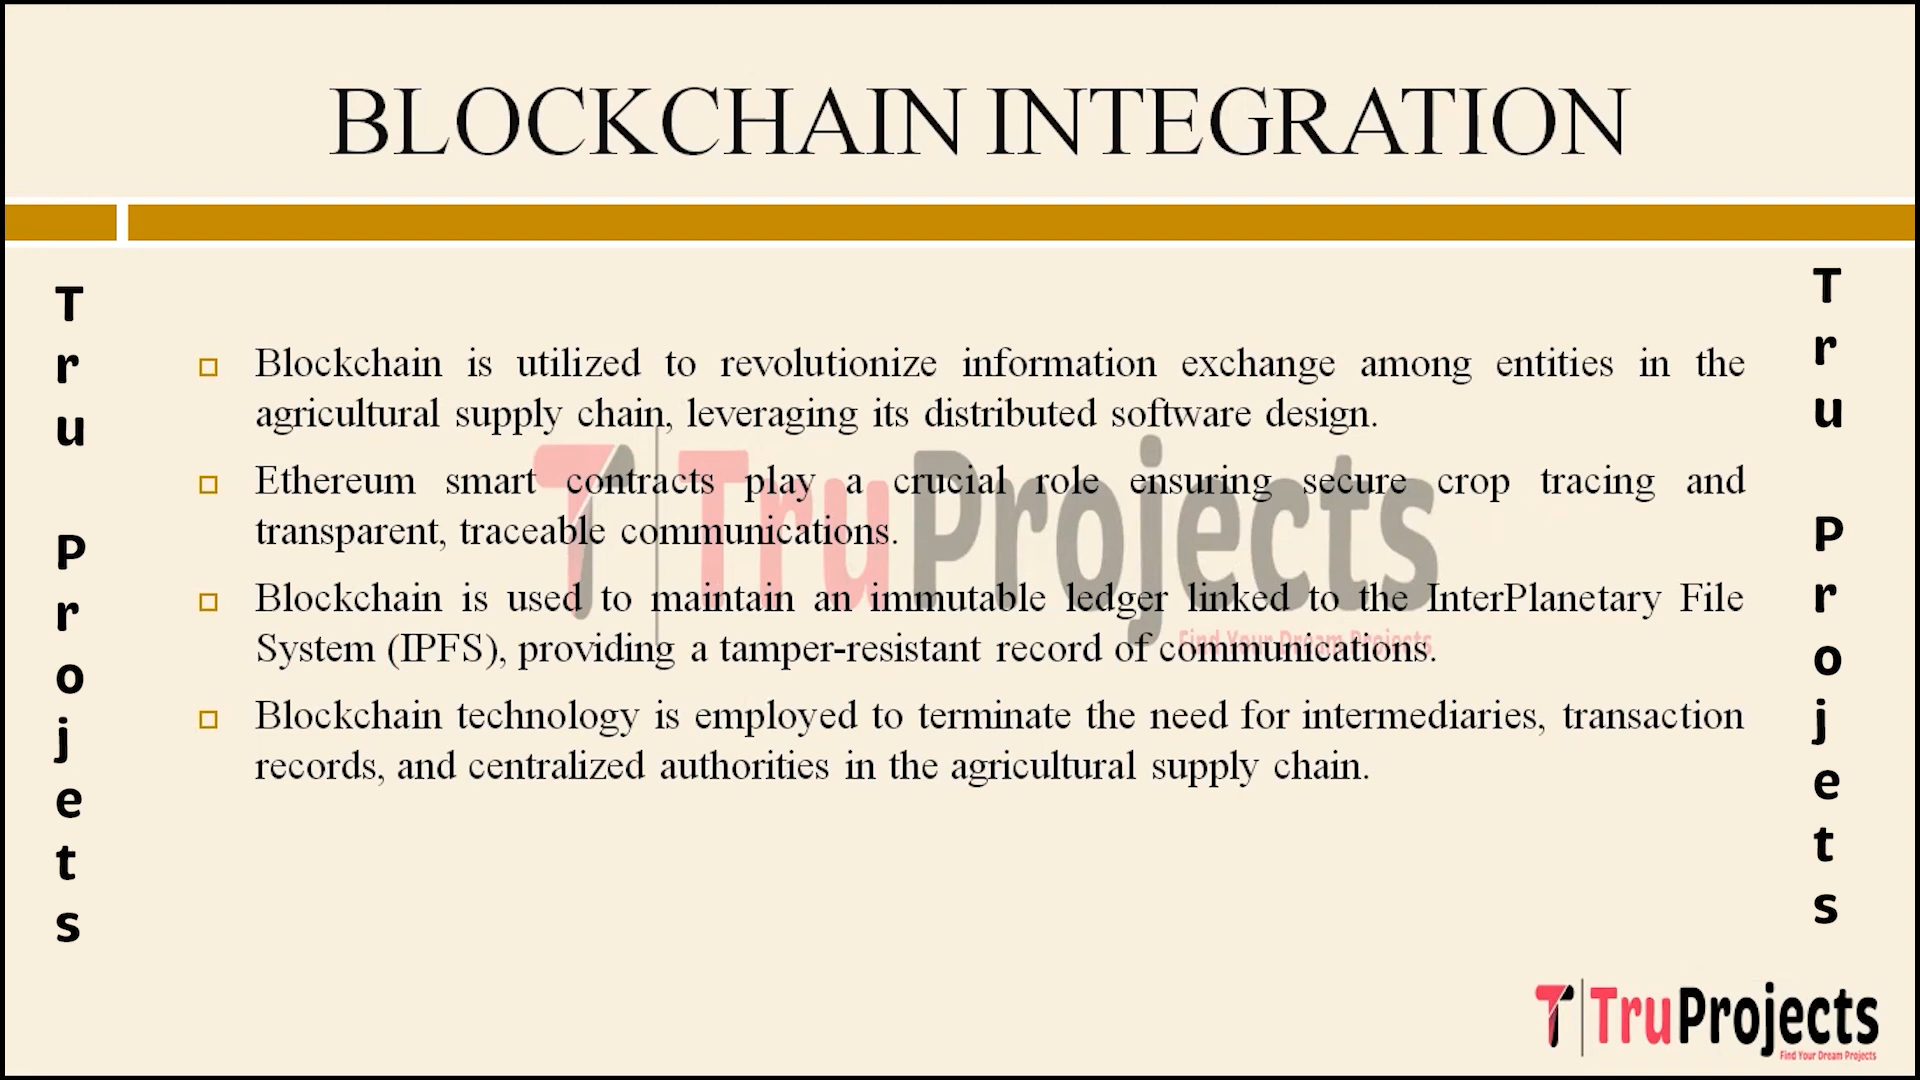 BLOCKCHAIN INTEGRATION
Tru Projets
Blockchain is utilized to revolutionize information exchange among entities in the
agricultural supply chain, leveraging its distributed software design.
Ethereum smart contracts play a crucial role ensuring secure crop tracing and
transparent, traceable communications.
Blockchain is used to maintain an immutable ledger linked to the InterPlanetary File
System (IPFS), providing a tamper-resistant record of communications.
Blockchain technology is employed to terminate the need for intermediaries, transaction
records, and centralized authorities in the agricultural supply chain.
TruProjects
Find Your Dream Projects
Tru Projets
TruProjects
Find Your Dream Projects